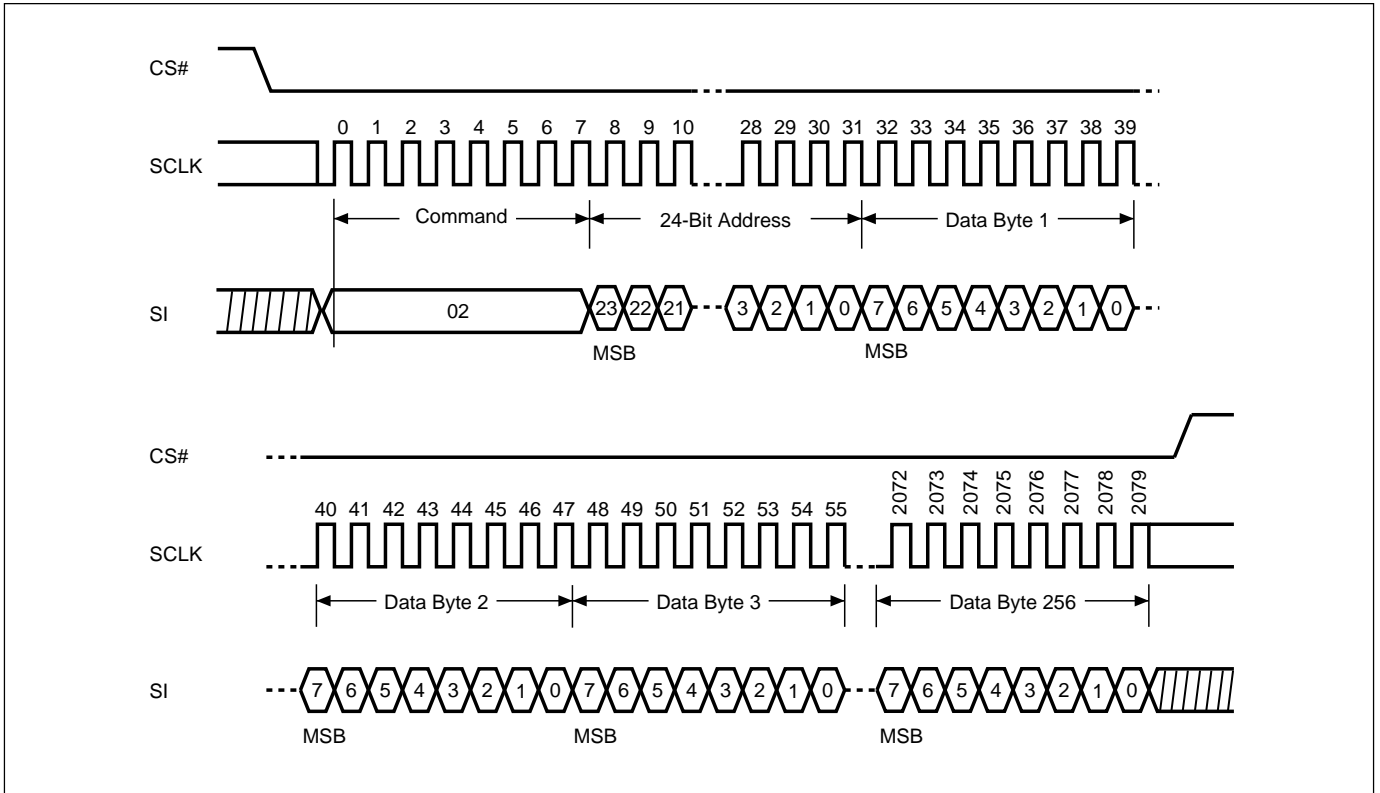 CS#
0 1 2 3 4 5 6 7 8 9 10 28 29 30 31 32 33 34 35 36 37 38 39
SCLK
Command 24-Bit Address Data Byte 1
SI 02 23 22 21 3 2 1 0 7 6 5 4 3 2 1 0
MSB MSB
CS#
2072 2073 2074 2075 2076 2077 2078 2079
40 41 42 43 44 45 46 47 48 49 50 51 52 53 54 55
SCLK
Data Byte 2 Data Byte 3 Data Byte 256
SI 7 6 5 4 3 2 1 0 7 6 5 4 3 2 1 0 7 6 5 4 3 2 1 0
MSB MSB MSB